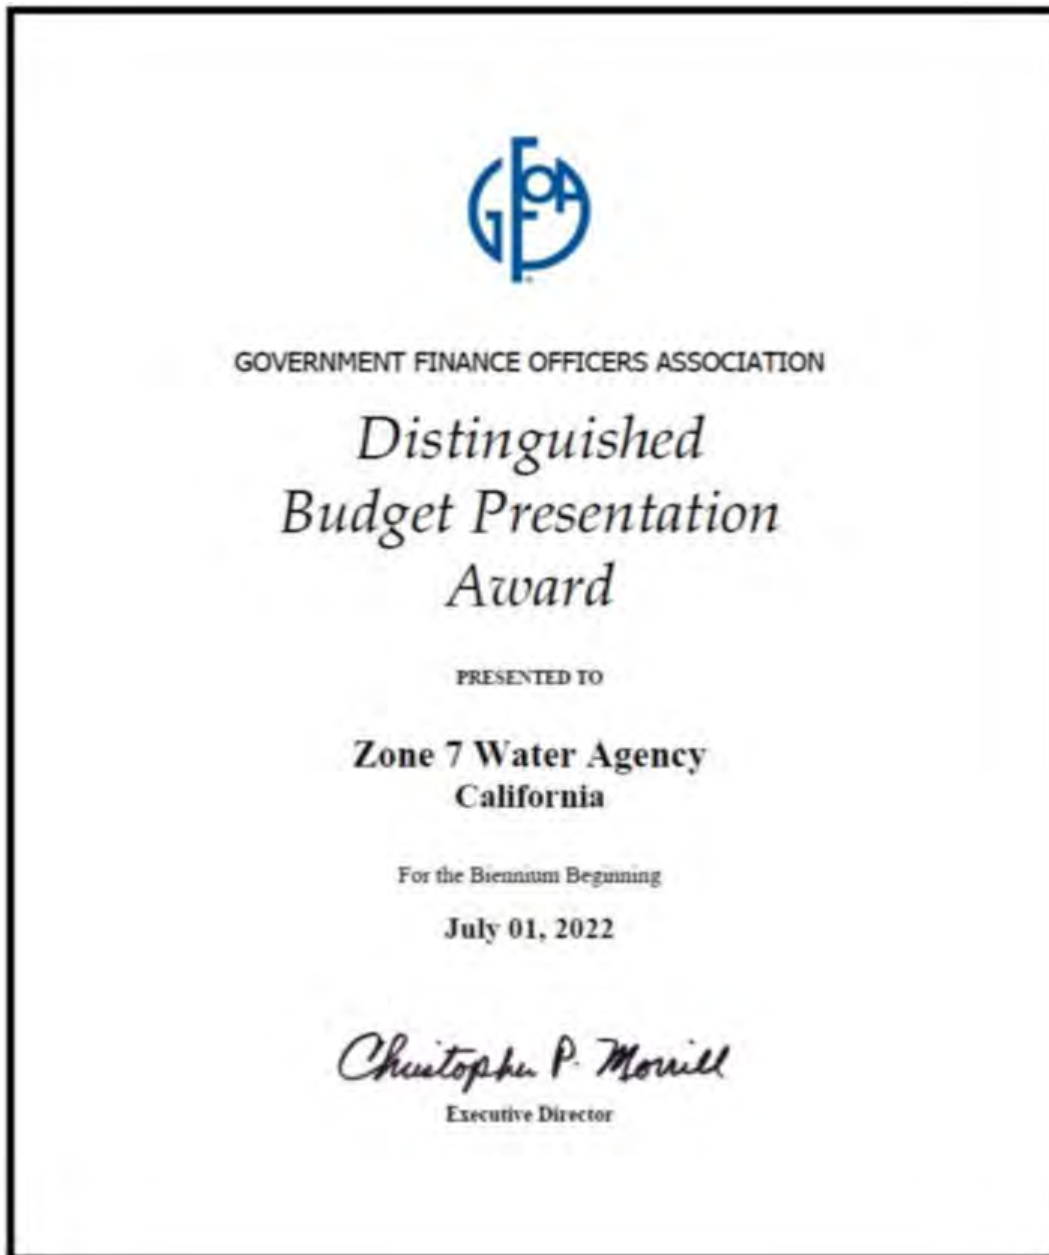 GFOA
GOVERNMENT FINANCE OFFICERS ASSOCIATION
Distinguished
Budget Presentation
Award
PRESENTED TO
Zone 7 Water Agency
California
For the Biennium Beginning
July 01, 2022
Christopher P. Morrill
Executive Director